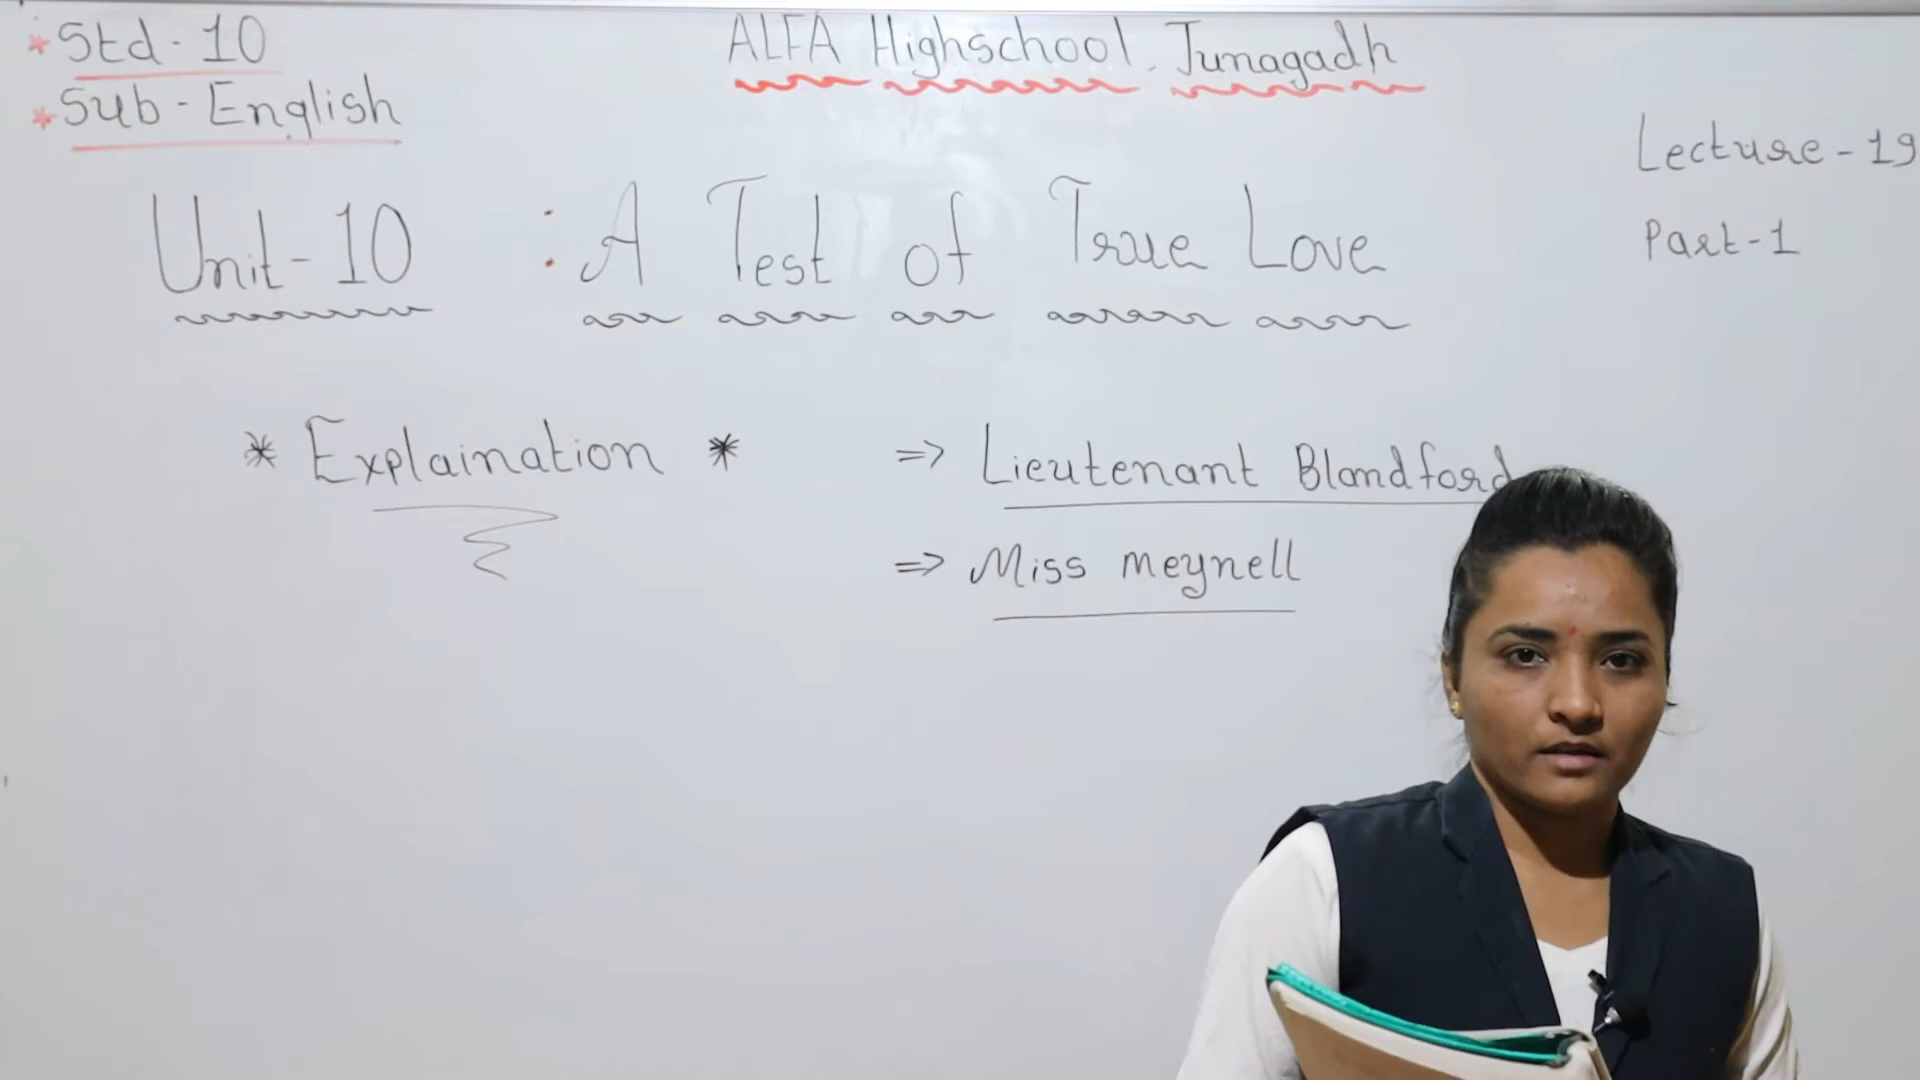 * Std - 10
ALFA Highschool. Junagadh
* Sub - English
Lecture - 19
Part - 1
Unit - 10 : A Test of True Love
* Explaination *
=> Lieutenant Blandford
=> Miss Meynell